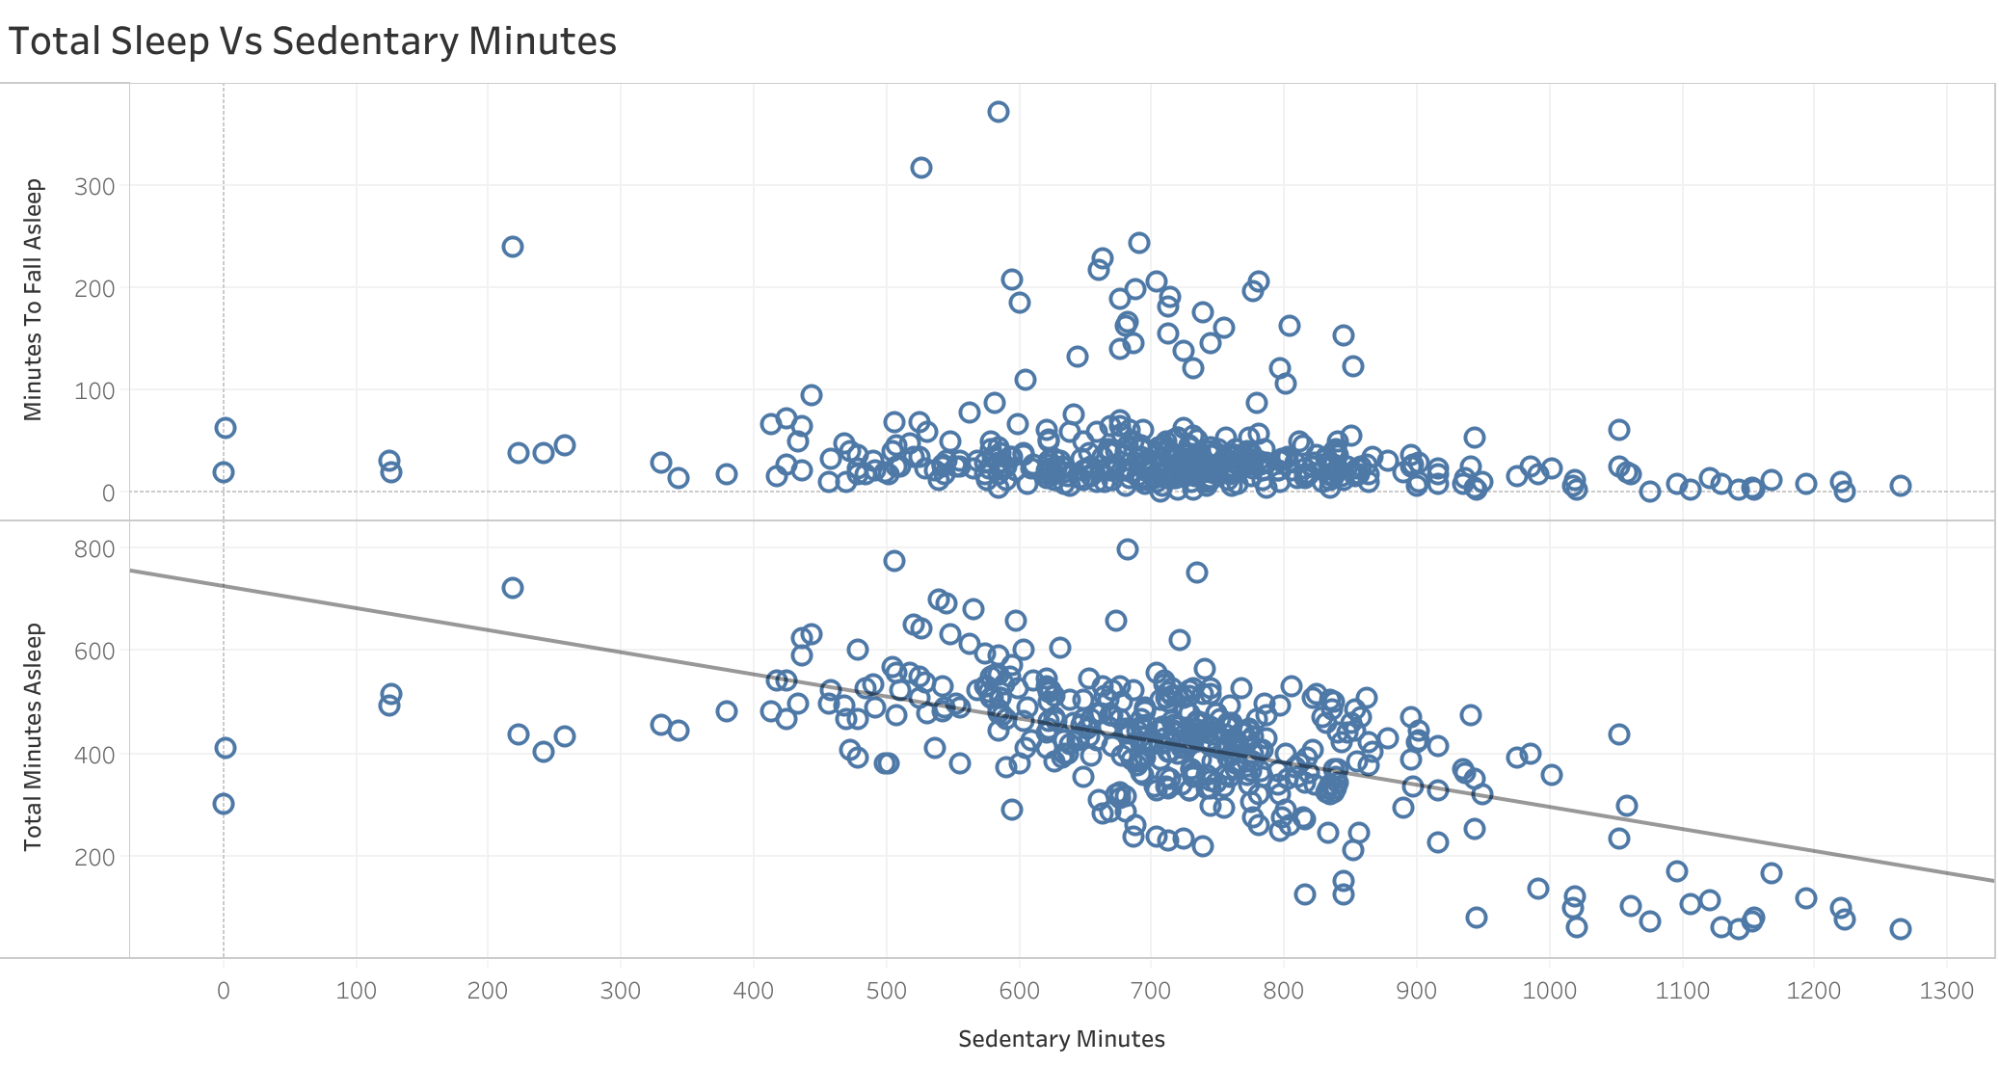 Total Sleep Vs Sedentary Minutes
Minutes To Fall Asleep
300
200
100
0
Total Minutes Asleep
800
600
400
200
0 100 200 300 400 500 600 700 800 900 1000 1100 1200 1300
Sedentary Minutes